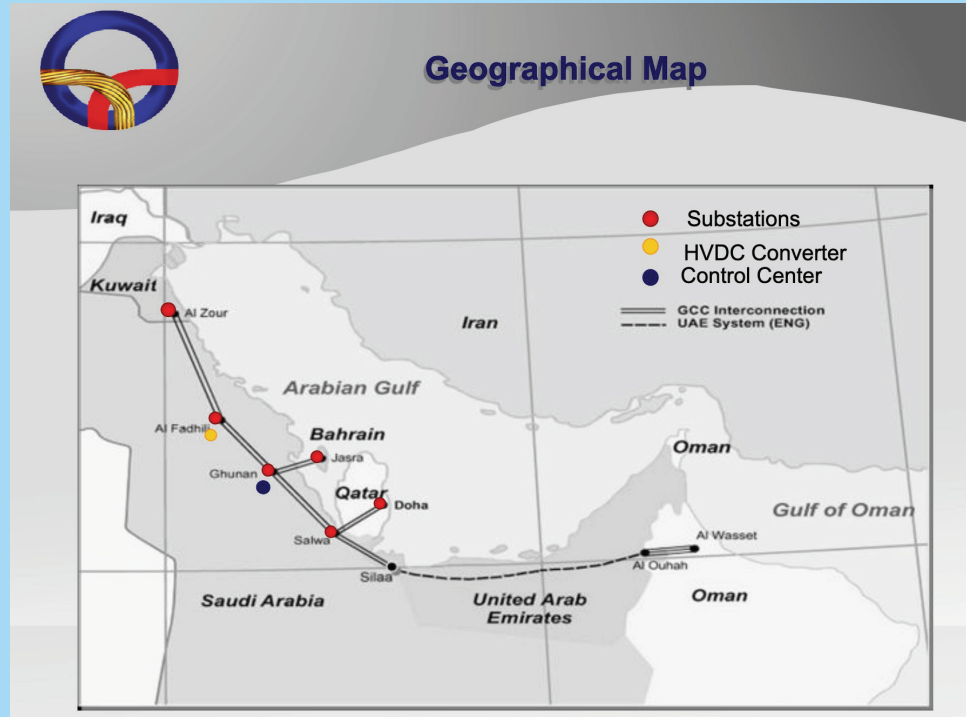 Geographical Map
Iraq
Substations
HVDC Converter
Kuwait
Control Center
Al Zour
GCC Interconnection
UAE System (ENG)
Iran
Arabian Gulf
Al Fadhili
Bahrain
Oman
Jasra
Ghunan
Qatar
Doha
Gulf of Oman
Salwa
Al Wasset
Al Ouhah
Silaa
Saudi Arabia
United Arab
Emirates
Oman